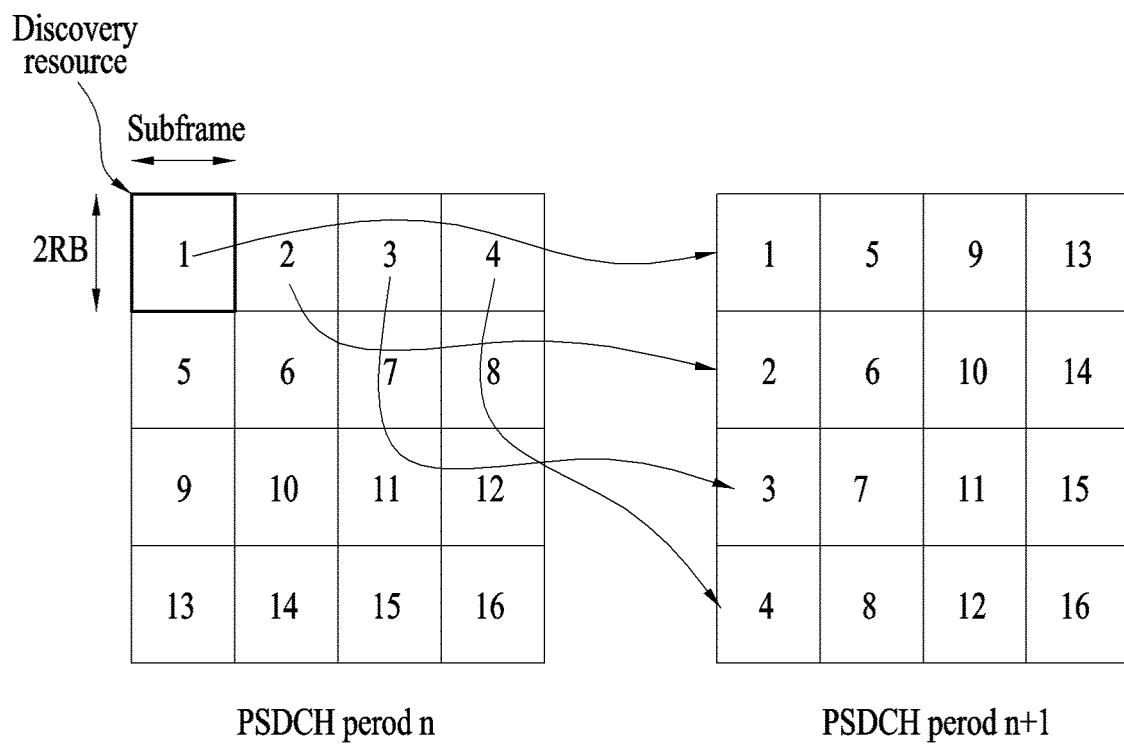 Discovery
resource
Subframe
2RB
1 2 3 4
5 6 7 8
9 10 11 12
13 14 15 16
PSDCH perod n
1 5 9 13
2 6 10 14
3 7 11 15
4 8 12 16
PSDCH perod n+1